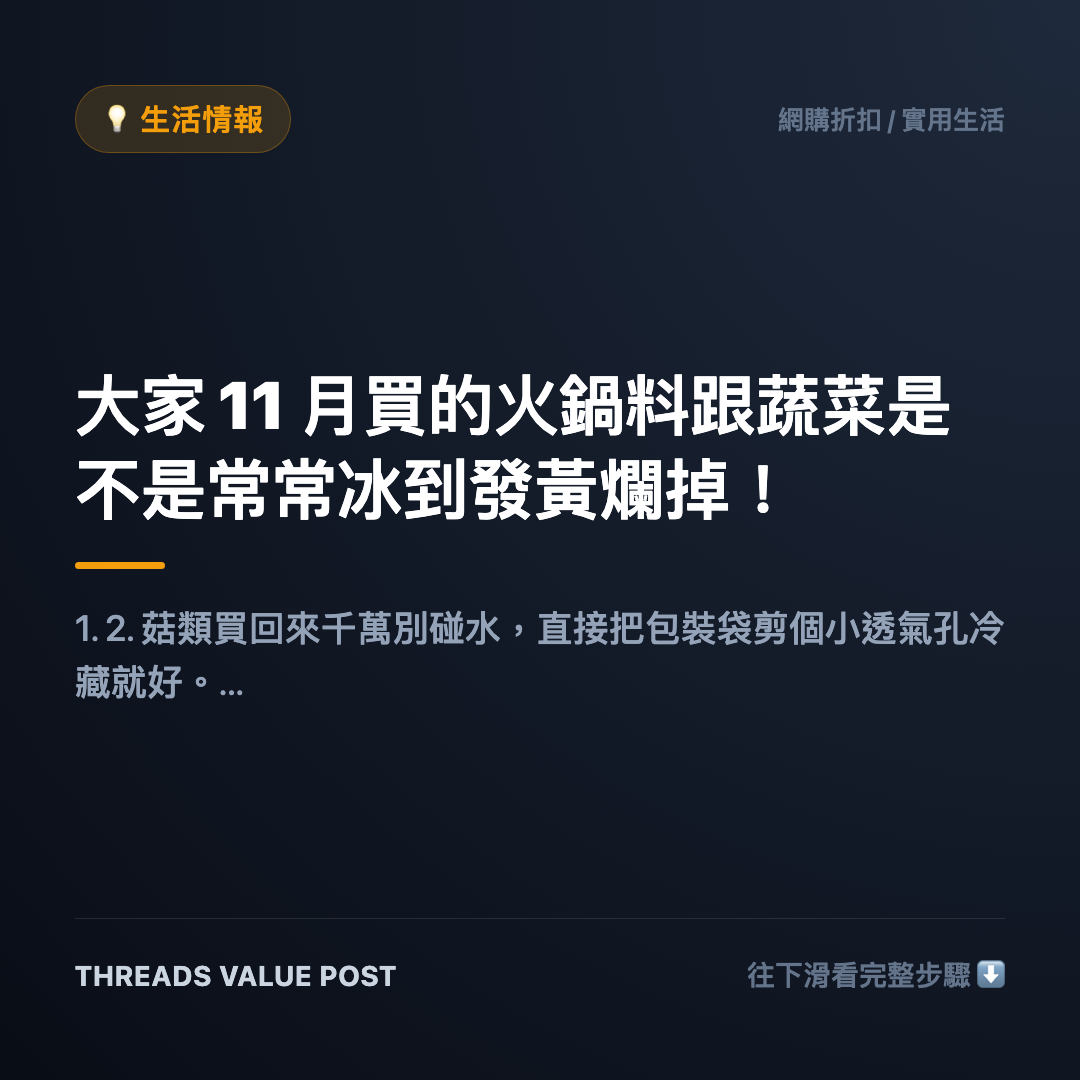 💡 生活情報
網購折扣 / 實用生活
大家 11 月買的火鍋料跟蔬菜是
不是常常冰到發黃爛掉！
1. 2. 菇類買回來千萬別碰水，直接把包裝袋剪個小透氣孔冷
藏就好。...
THREADS VALUE POST
往下滑看完整步驟 ⬇️